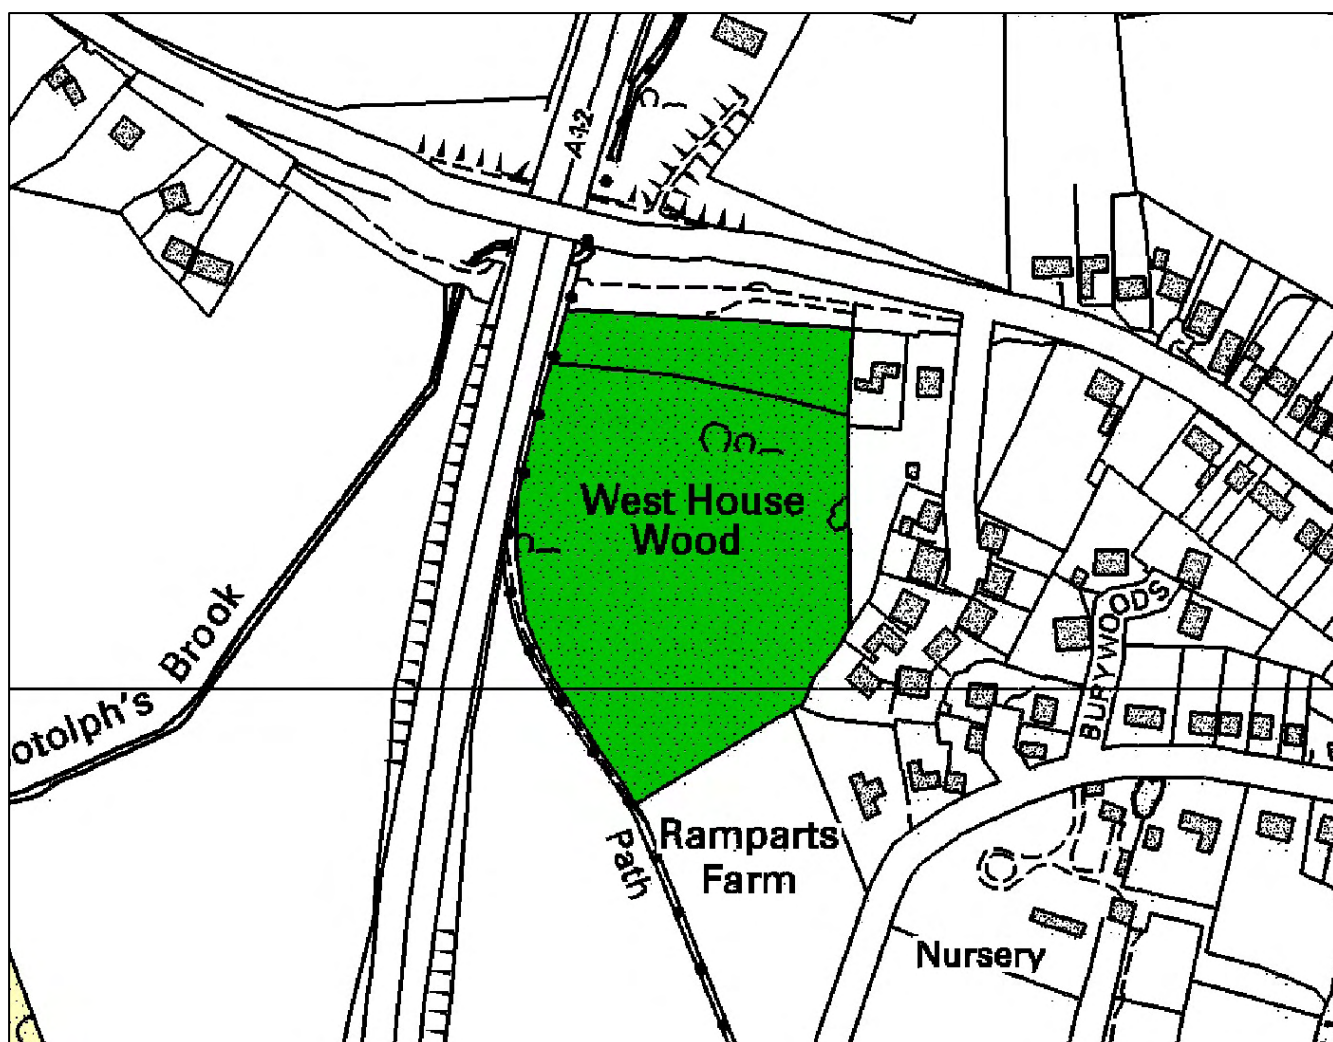 A12
West House
Wood
BURYWOODS
Brook
otolph's
Ramparts
Farm
Path
Nursery